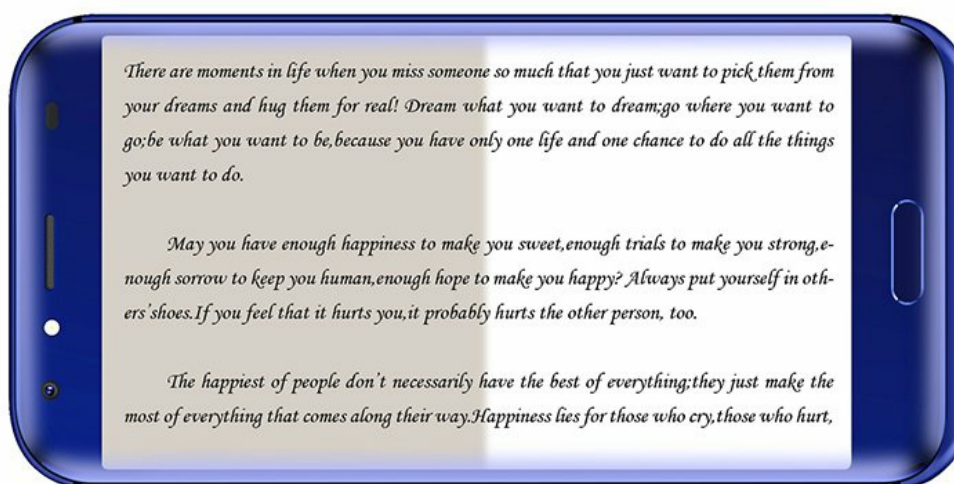 There are moments in life when you miss someone so much that you just want to pick them from
your dreams and hug them for real! Dream what you want to dream;go where you want to
go;be what you want to be,because you have only one life and one chance to do all the things
you want to do.
May you have enough happiness to make you sweet,enough trials to make you strong,e-
nough sorrow to keep you human,enough hope to make you happy? Always put yourself in oth-
ers'shoes.If you feel that it hurts you,it probably hurts the other person, too.
The happiest of people don't necessarily have the best of everything;they just make the
most of everything that comes along their way.Happiness lies for those who cry,those who hurt,